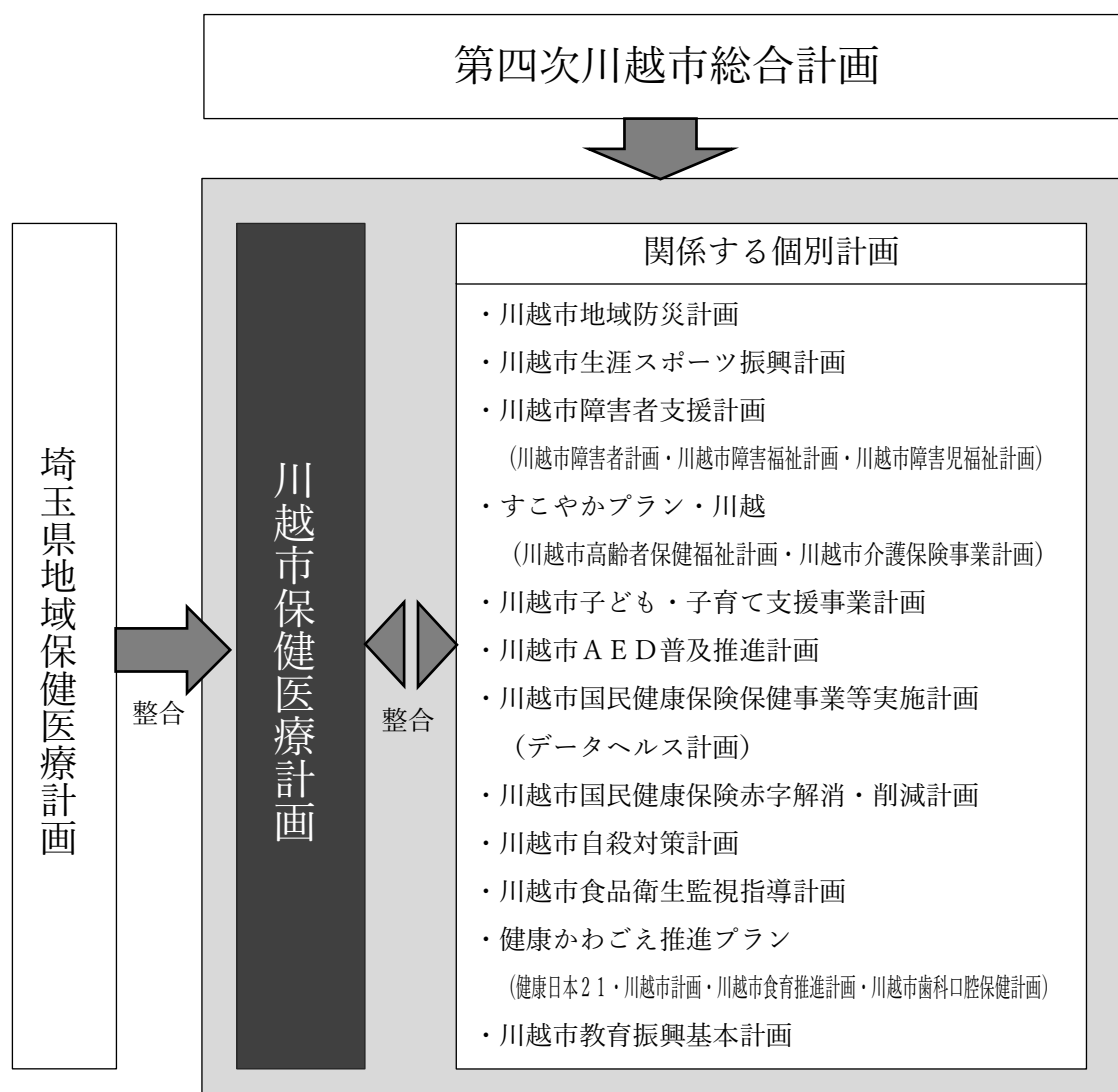 第四次川越市総合計画
埼玉県地域保健医療計画
整合
川越市保健医療計画
整合
関係する個別計画
・川越市地域防災計画
・川越市生涯スポーツ振興計画
・川越市障害者支援計画
(川越市障害者計画・川越市障害福祉計画・川越市障害児福祉計画)
・すこやかプラン・川越
(川越市高齢者保健福祉計画・川越市介護保険事業計画)
・川越市子ども・子育て支援事業計画
・川越市ＡＥＤ普及推進計画
・川越市国民健康保険保健事業等実施計画
（データヘルス計画）
・川越市国民健康保険赤字解消・削減計画
・川越市自殺対策計画
・川越市食品衛生監視指導計画
・健康かわごえ推進プラン
(健康日本２１・川越市計画・川越市食育推進計画・川越市歯科口腔保健計画)
・川越市教育振興基本計画